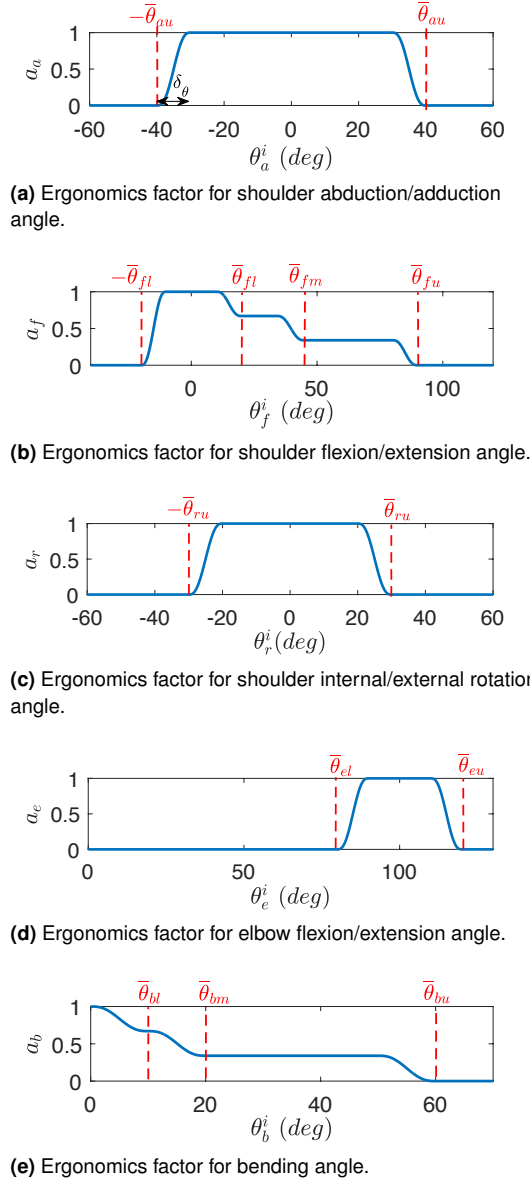 −θ̅_au θ̅_au
1
0.5
0
a_a
δ_θ
-60 -40 -20 0 20 40 60
θ_a^i (deg)
(a) Ergonomics factor for shoulder abduction/adduction
angle.
−θ̅_fl θ̅_fl θ̅_fm θ̅_fu
1
0.5
0
a_f
0 50 100
θ_f^i (deg)
(b) Ergonomics factor for shoulder flexion/extension angle.
−θ̅_ru θ̅_ru
1
0.5
0
a_r
-60 -40 -20 0 20 40 60
θ_r^i(deg)
(c) Ergonomics factor for shoulder internal/external rotation
angle.
θ̅_el θ̅_eu
1
0.5
0
a_e
0 50 100
θ_e^i (deg)
(d) Ergonomics factor for elbow flexion/extension angle.
θ̅_bl θ̅_bm θ̅_bu
1
0.5
0
a_b
0 20 40 60
θ_b^i (deg)
(e) Ergonomics factor for bending angle.